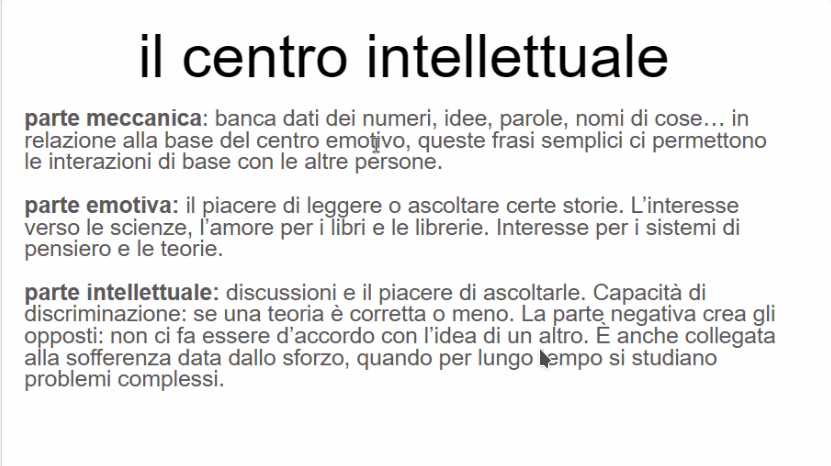 il centro intellettuale
parte meccanica: banca dati dei numeri, idee, parole, nomi di cose… in
relazione alla base del centro emotivo, queste frasi semplici ci permettono
le interazioni di base con le altre persone.
parte emotiva: il piacere di leggere o ascoltare certe storie. L’interesse
verso le scienze, l’amore per i libri e le librerie. Interesse per i sistemi di
pensiero e le teorie.
parte intellettuale: discussioni e il piacere di ascoltarle. Capacità di
discriminazione: se una teoria è corretta o meno. La parte negativa crea gli
opposti: non ci fa essere d’accordo con l’idea di un altro. È anche collegata
alla sofferenza data dallo sforzo, quando per lungo tempo si studiano
problemi complessi.